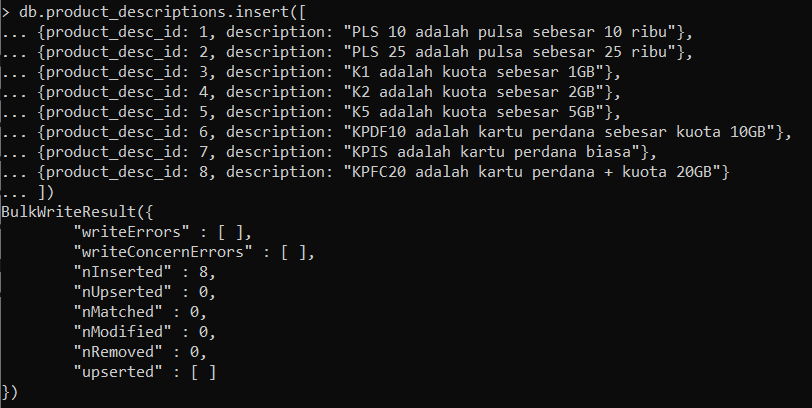 > db.product_descriptions.insert([
... {product_desc_id: 1, description: "PLS 10 adalah pulsa sebesar 10 ribu"},
... {product_desc_id: 2, description: "PLS 25 adalah pulsa sebesar 25 ribu"},
... {product_desc_id: 3, description: "K1 adalah kuota sebesar 1GB"},
... {product_desc_id: 4, description: "K2 adalah kuota sebesar 2GB"},
... {product_desc_id: 5, description: "K5 adalah kuota sebesar 5GB"},
... {product_desc_id: 6, description: "KPDF10 adalah kartu perdana sebesar kuota 10GB"},
... {product_desc_id: 7, description: "KPIS adalah kartu perdana biasa"},
... {product_desc_id: 8, description: "KPFC20 adalah kartu perdana + kuota 20GB"}
... ])
BulkWriteResult({
        "writeErrors" : [ ],
        "writeConcernErrors" : [ ],
        "nInserted" : 8,
        "nUpserted" : 0,
        "nMatched" : 0,
        "nModified" : 0,
        "nRemoved" : 0,
        "upserted" : [ ]
})